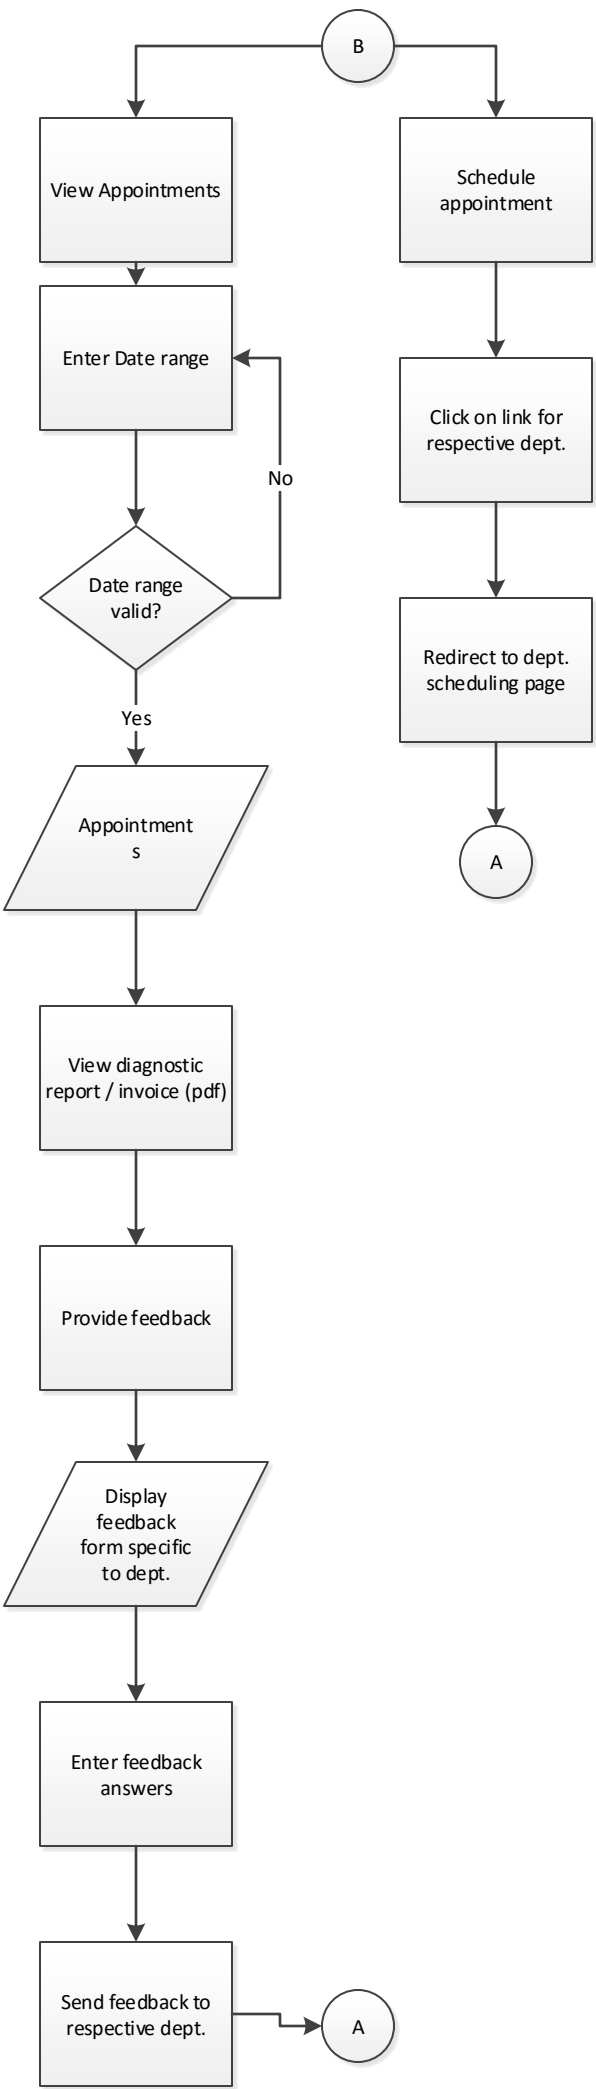 B
View Appointments
Schedule
appointment
Enter Date range
Click on link for
respective dept.
No
Date range
valid?
Redirect to dept.
scheduling page
Yes
Appointment
s
A
View diagnostic
report / invoice (pdf)
Provide feedback
Display
feedback
form specific
to dept.
Enter feedback
answers
Send feedback to
respective dept.
A